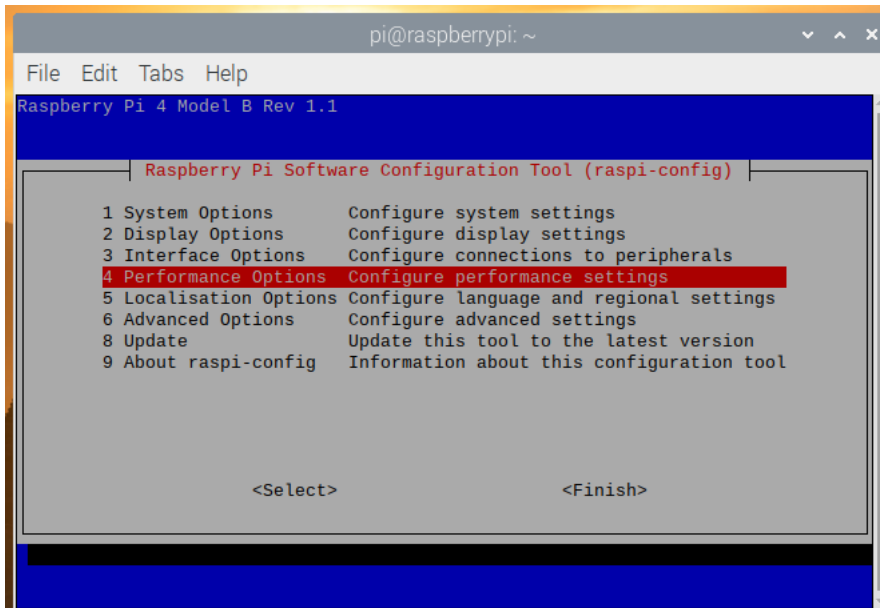 pi@raspberrypi: ~
File Edit Tabs Help
Raspberry Pi 4 Model B Rev 1.1
Raspberry Pi Software Configuration Tool (raspi-config)
1 System Options Configure system settings
2 Display Options Configure display settings
3 Interface Options Configure connections to peripherals
4 Performance Options Configure performance settings
5 Localisation Options Configure language and regional settings
6 Advanced Options Configure advanced settings
8 Update Update this tool to the latest version
9 About raspi-config Information about this configuration tool
<Select> <Finish>